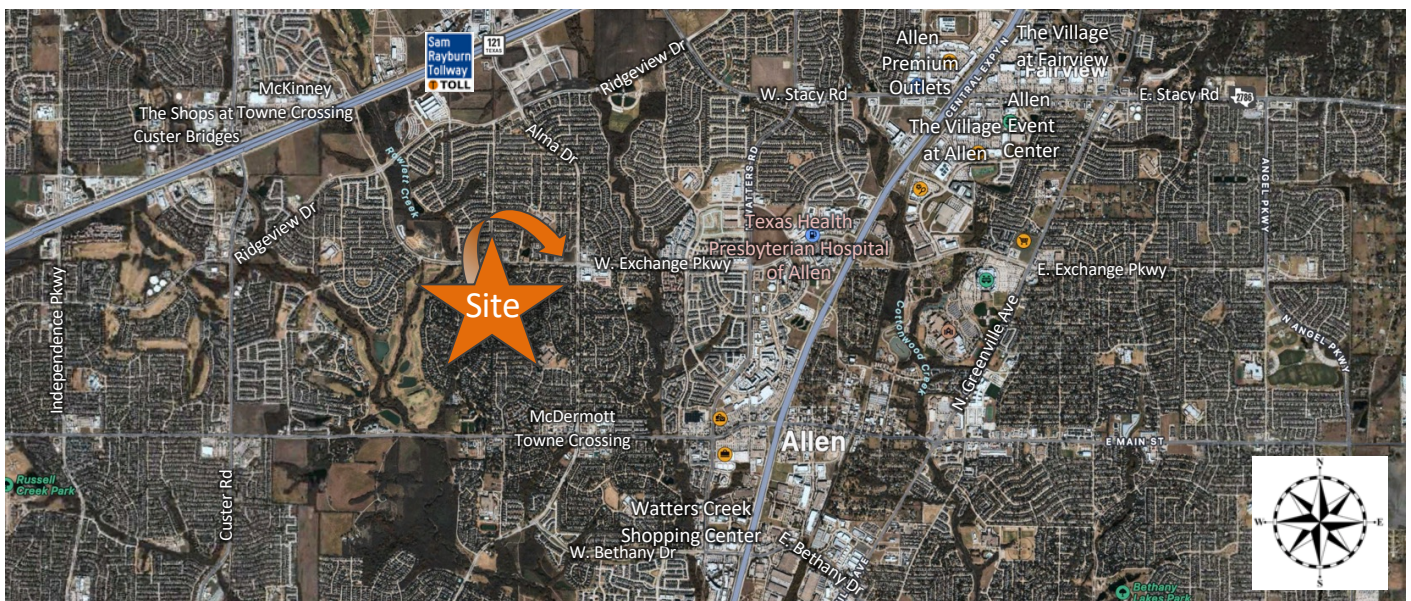 Sam
Rayburn
Tollway
TOLL
121
TEXAS
Ridgeview Dr
Allen
Premium
Outlets
CENTRAL EXPY N
The Village
at Fairview
Fairview
McKinney
The Shops at Towne Crossing
Custer Bridges
W. Stacy Rd
E. Stacy Rd
Allen
Event
Center
The Village
at Allen
Alma Dr
Rowlett Creek
WATTERS RD
ANGEL PKWY
Ridgeview Dr
Texas Health
Presbyterian Hospital
of Allen
W. Exchange Pkwy
E. Exchange Pkwy
Site
Independence Pkwy
Cottonwood Creek
N. Greenville Ave
N ANGEL PKWY
McDermott
Towne Crossing
Allen
E MAIN ST
Russell
Creek Park
Custer Rd
Watters Creek
Shopping Center
W. Bethany Dr
E. Bethany Dr
Bethany
Lakes Park
N
W
E
S